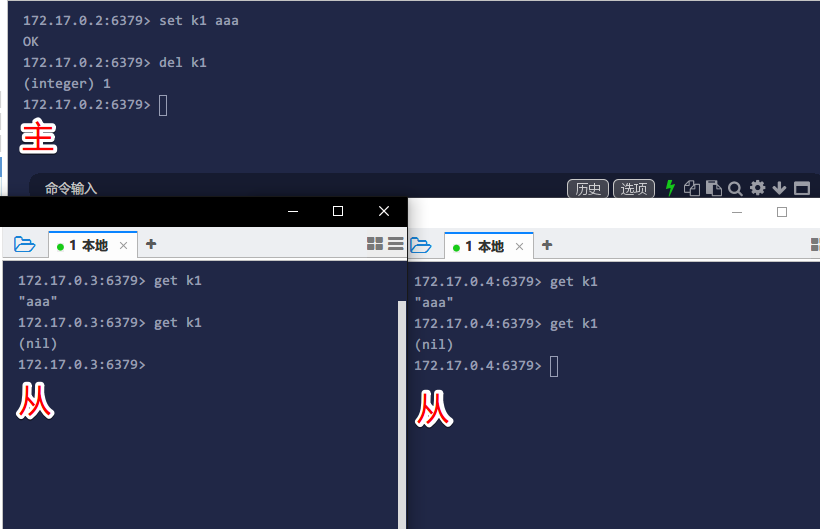 172.17.0.2:6379> set k1 aaa
OK
172.17.0.2:6379> del k1
(integer) 1
172.17.0.2:6379>
主
命令输入
历史 选项
1 本地 × +
172.17.0.3:6379> get k1
"aaa"
172.17.0.3:6379> get k1
(nil)
172.17.0.3:6379>
从
1 本地 × +
172.17.0.4:6379> get k1
"aaa"
172.17.0.4:6379> get k1
(nil)
172.17.0.4:6379>
从